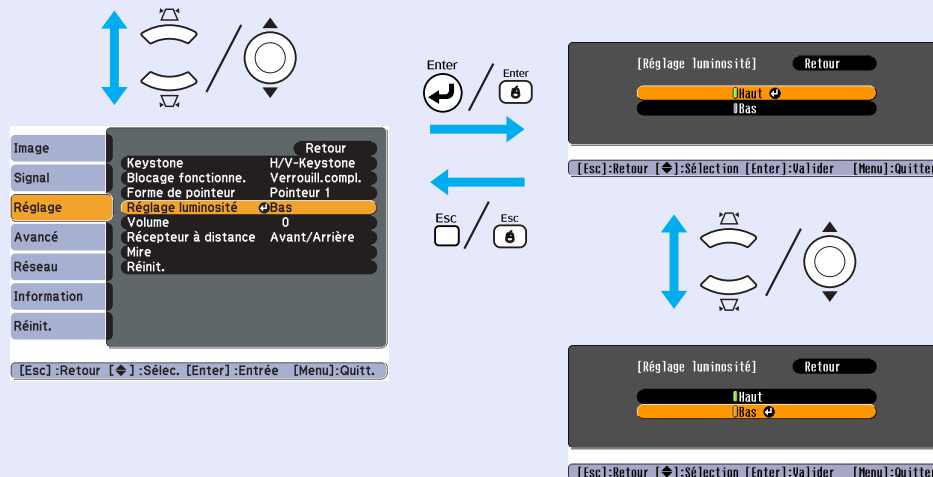 Image
Signal
Réglage
Avancé
Réseau
Information
Réinit.
Retour
Keystone H/V-Keystone
Blocage fonctionne. Verrouill.compl.
Forme de pointeur Pointeur 1
Réglage luminosité Bas
Volume 0
Récepteur à distance Avant/Arrière
Mire
Réinit.
[Esc] :Retour [ ] :Sélec. [Enter] :Entrée [Menu]:Quitt.
Enter
Enter
Esc
Esc
[Réglage luminosité] Retour
Haut
Bas
[Esc]:Retour [ ]:Sélection [Enter]:Valider [Menu]:Quitter
[Réglage luminosité] Retour
Haut
Bas
[Esc]:Retour [ ]:Sélection [Enter]:Valider [Menu]:Quitter